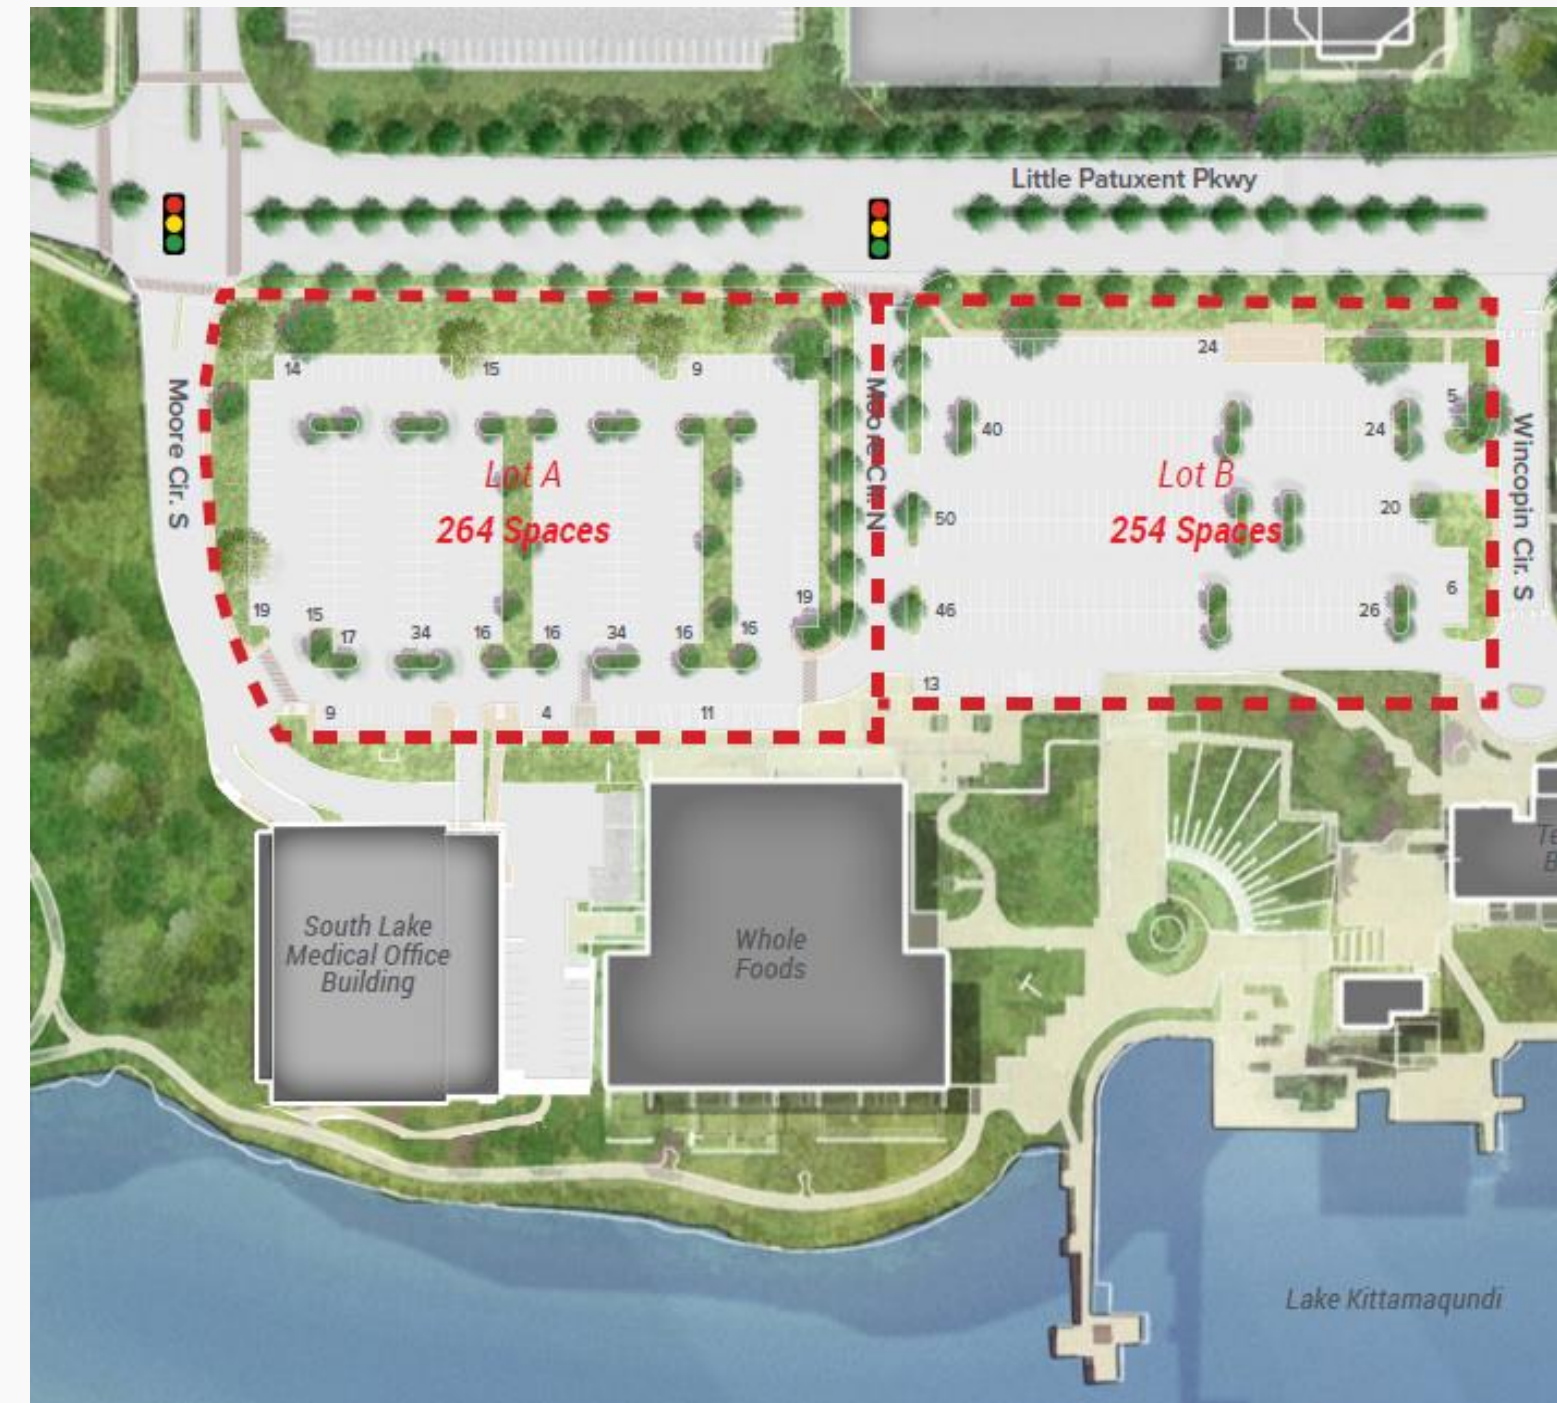 Little Patuxent Pkwy
14
15
9
24
5
Moore Cir. S
Moore Cir. N
Wincopin Cir. S
40
24
Lot A
264 Spaces
Lot B
254 Spaces
50
20
19
15
17
34
16
16
34
16
16
19
46
26
6
9
4
11
13
South Lake
Medical Office
Building
Whole
Foods
Lake Kittamaqundi